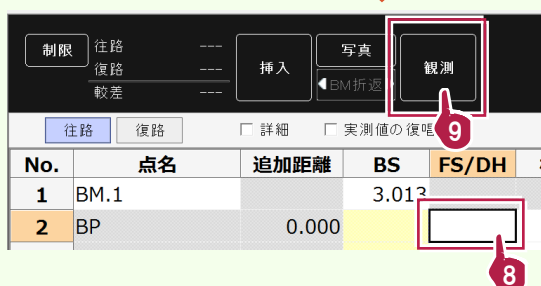 制限 往路 ---
復路 ---
較差 ---
挿入 写真
◀BM折返
観測
9
往路 復路 □ 詳細 □ 実測値の復唱
No. 点名 追加距離 BS FS/DH
1 BM.1 3.013
2 BP 0.000
8